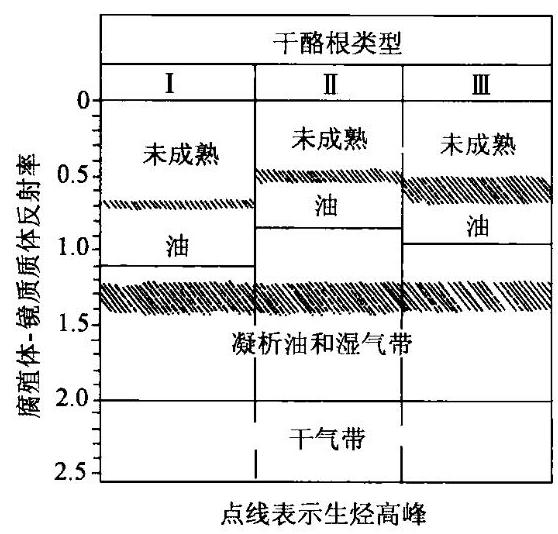 干酪根类型
Ⅰ Ⅱ Ⅲ
0
未成熟 未成熟 未成熟
0.5
油 油 油
1.0
1.5
凝析油和湿气带
2.0
干气带
2.5
腐殖体-镜质质体反射率
点线表示生烃高峰